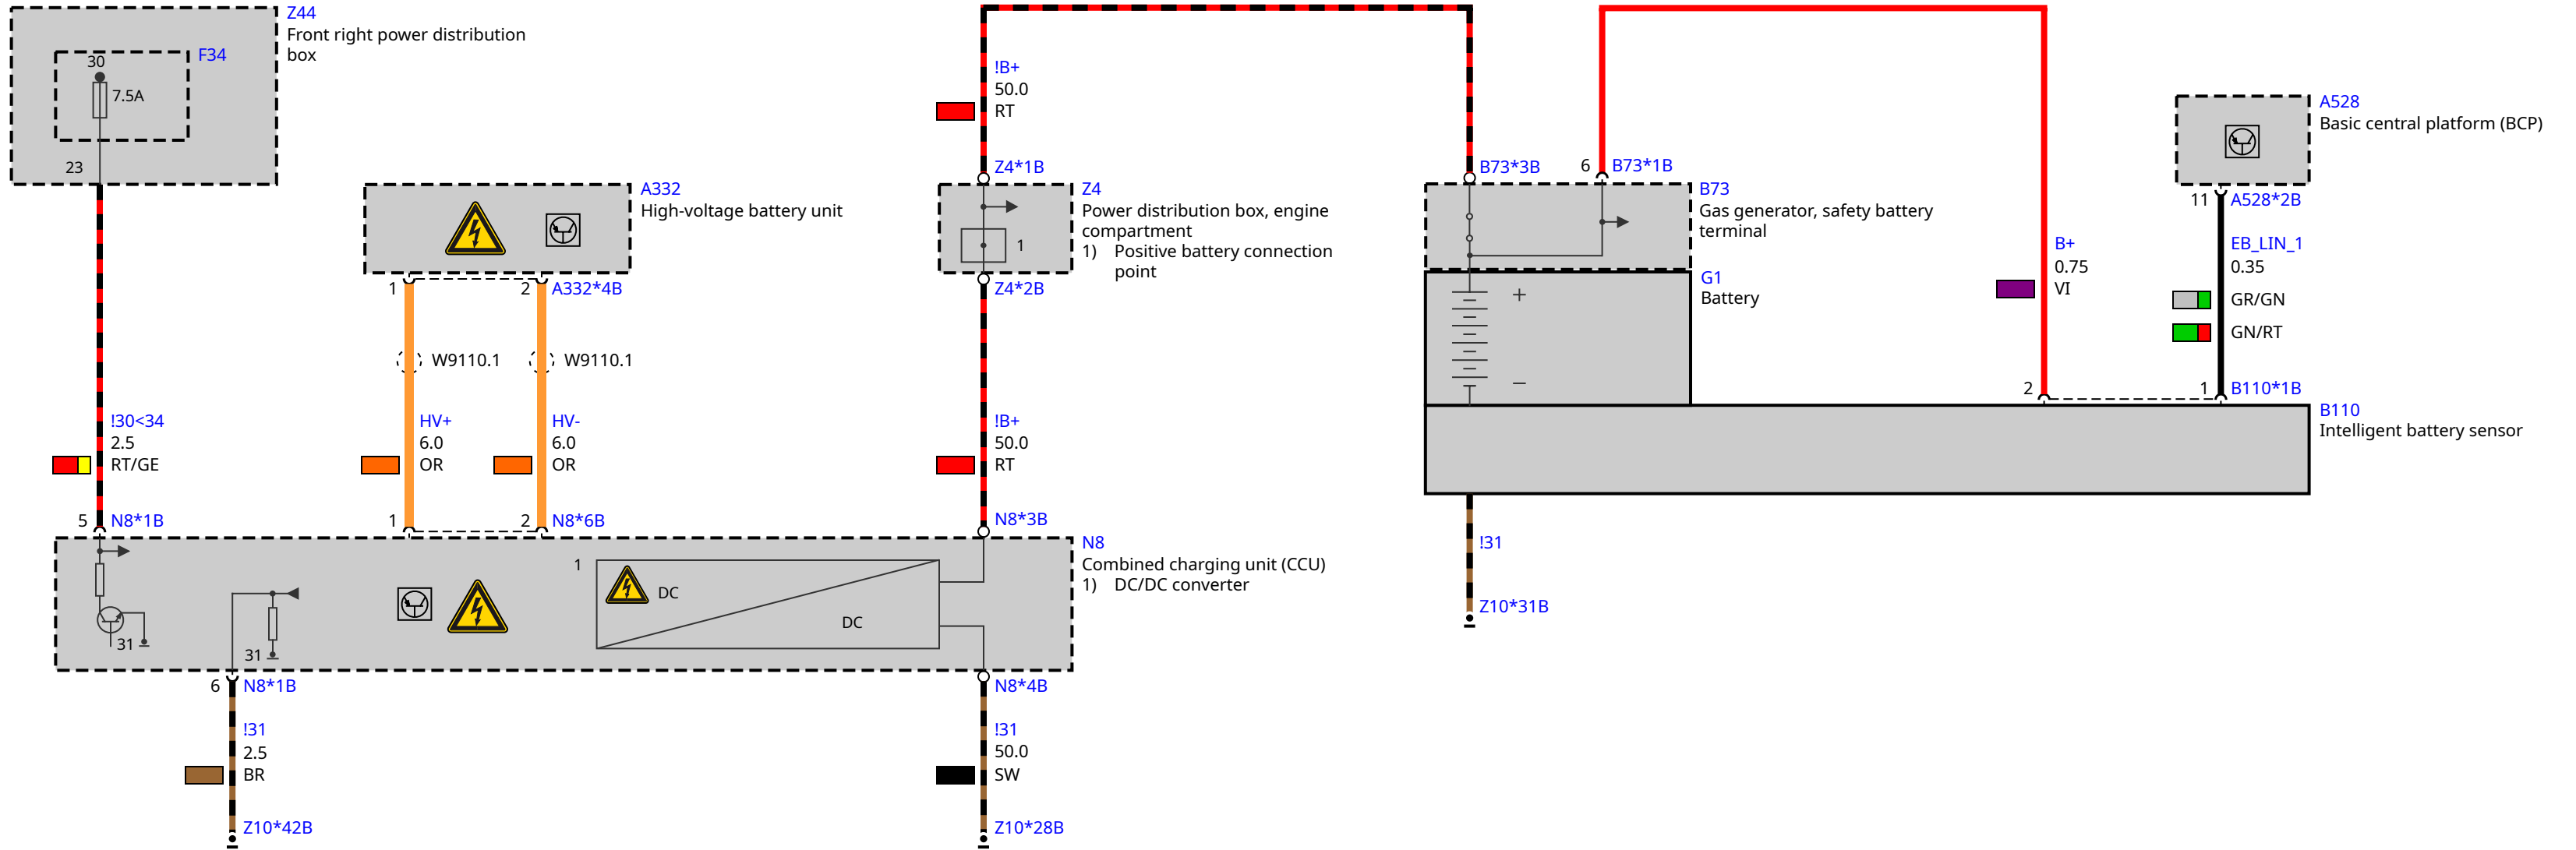 Z44
Front right power distribution
box
F34
30
7.5A
23
!30<34
2.5
RT/GE
5
N8*1B
A332
High-voltage battery unit
1
2
A332*4B
W9110.1
W9110.1
HV+
6.0
OR
HV-
6.0
OR
1
2
N8*6B
!B+
50.0
RT
Z4*1B
Z4
Power distribution box, engine
compartment
1) Positive battery connection
point
1
Z4*2B
!B+
50.0
RT
N8*3B
N8
Combined charging unit (CCU)
1) DC/DC converter
1
DC
DC
31
31
6
N8*1B
!31
2.5
BR
Z10*42B
N8*4B
!31
50.0
SW
Z10*28B
B73*3B
6
B73*1B
B73
Gas generator, safety battery
terminal
G1
Battery
+
–
B+
0.75
VI
2
A528
Basic central platform (BCP)
11
A528*2B
EB_LIN_1
0.35
GR/GN
GN/RT
1
B110*1B
B110
Intelligent battery sensor
!31
Z10*31B